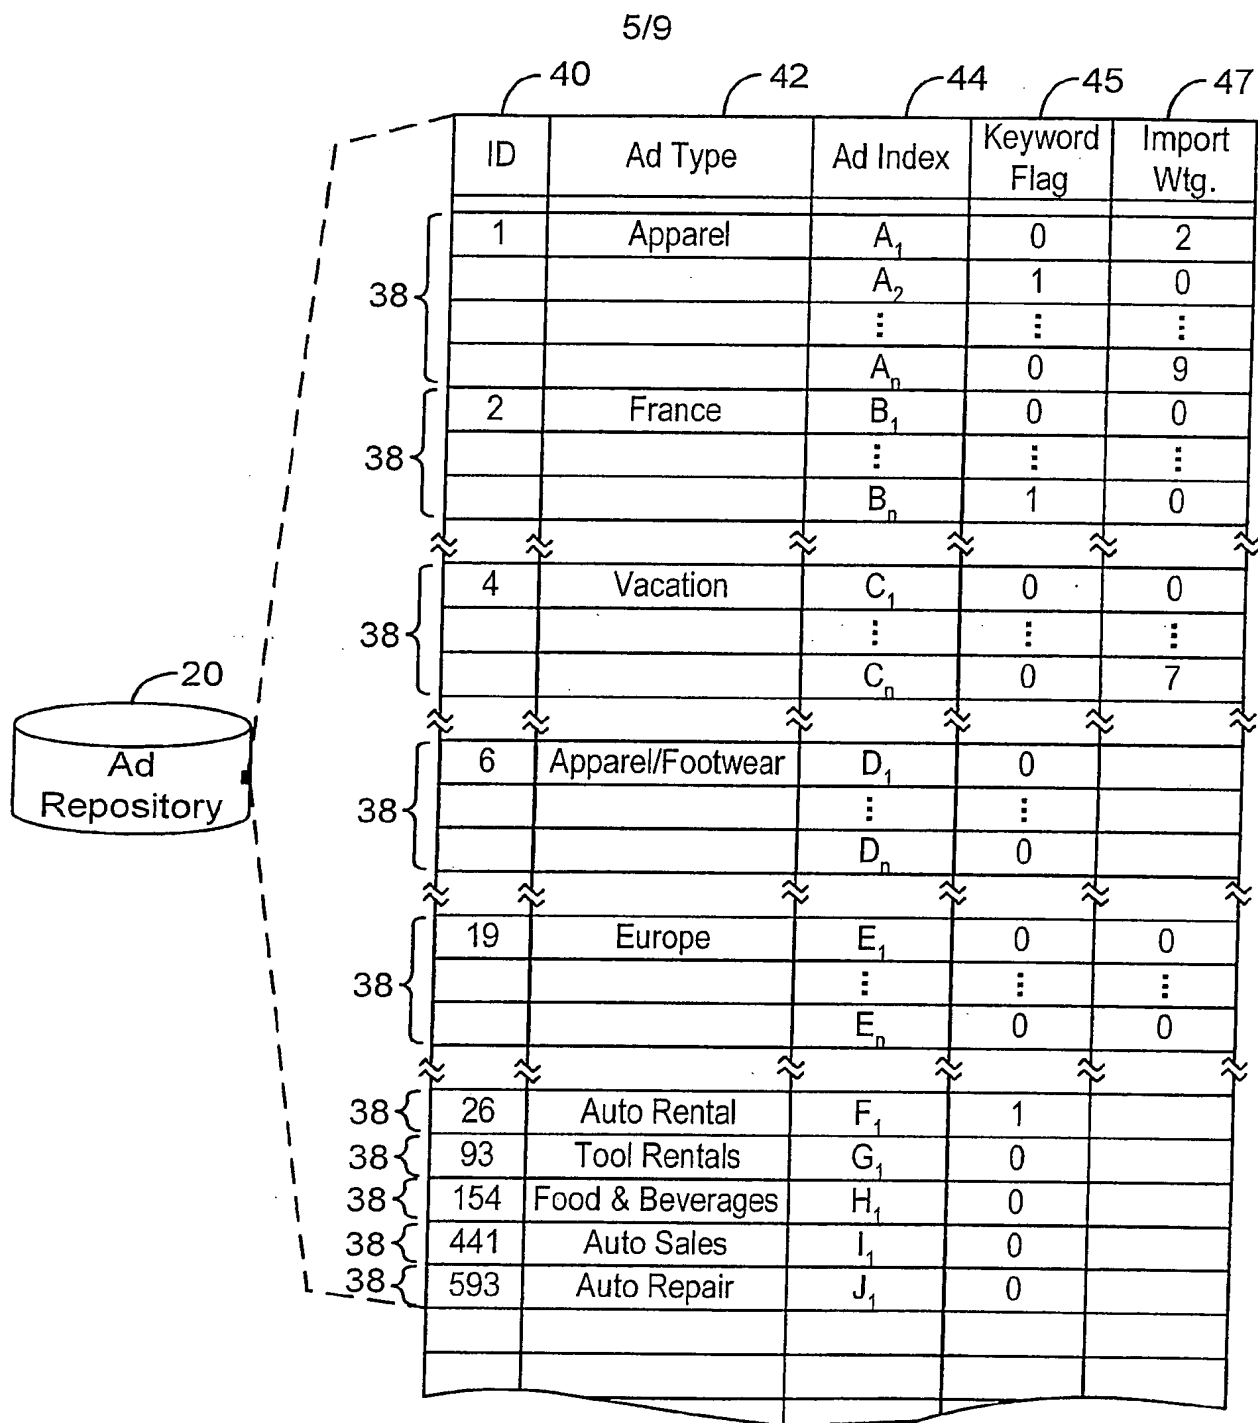 5/9
40 42 44 45 47
ID Ad Type Ad Index Keyword Flag Import Wtg.
38
1 Apparel A₁ 0 2
A₂ 1 0
⋮ ⋮ ⋮
Aₙ 0 9
38
2 France B₁ 0 0
⋮ ⋮ ⋮
Bₙ 1 0
38
4 Vacation C₁ 0 0
⋮ ⋮ ⋮
Cₙ 0 7
20
Ad
Repository
38
6 Apparel/Footwear D₁ 0
⋮ ⋮
Dₙ 0
38
19 Europe E₁ 0 0
⋮ ⋮ ⋮
Eₙ 0 0
38 26 Auto Rental F₁ 1
38 93 Tool Rentals G₁ 0
38 154 Food & Beverages H₁ 0
38 441 Auto Sales I₁ 0
38 593 Auto Repair J₁ 0